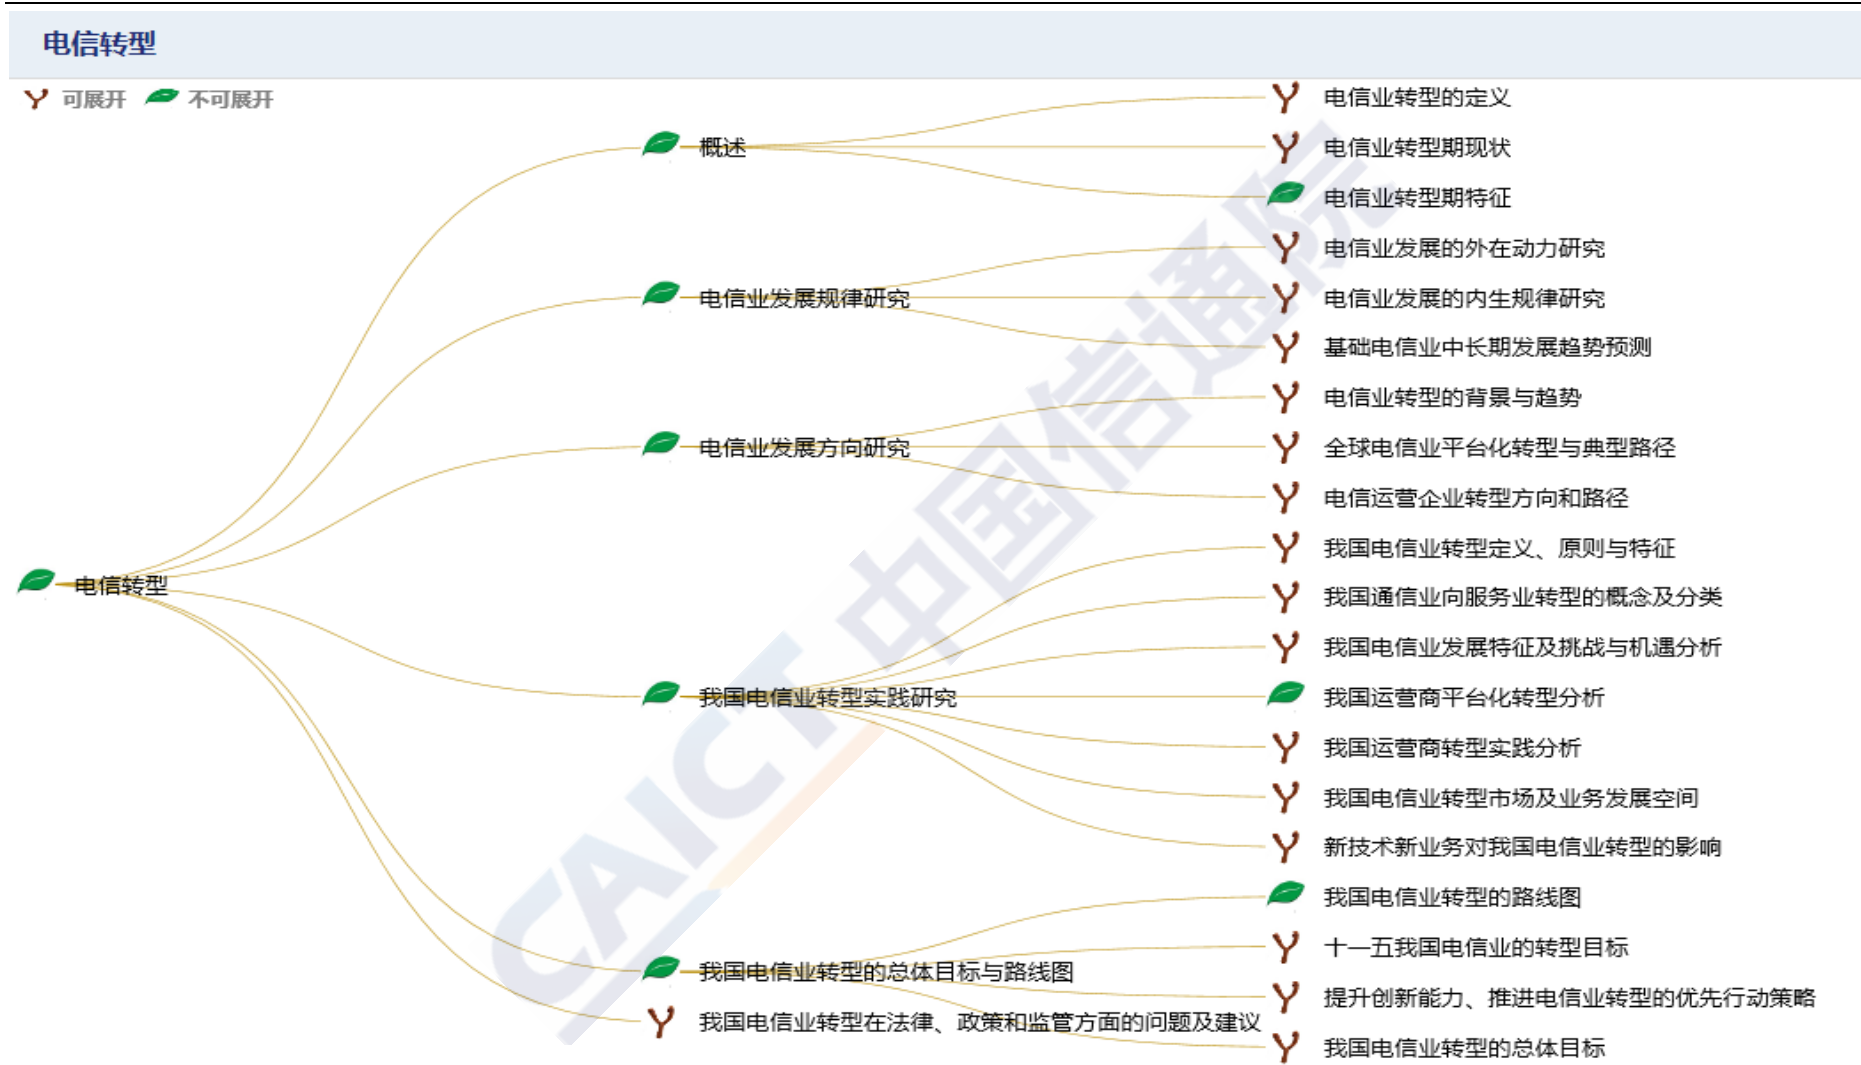 电信转型
可展开 不可展开
电信转型
概述
电信业转型的定义
电信业转型期现状
电信业转型期特征
电信业发展规律研究
电信业发展的外在动力研究
电信业发展的内生规律研究
基础电信业中长期发展趋势预测
电信业发展方向研究
电信业转型的背景与趋势
全球电信业平台化转型与典型路径
电信运营企业转型方向和路径
我国电信业转型实践研究
我国电信业转型定义、原则与特征
我国通信业向服务业转型的概念及分类
我国电信业发展特征及挑战与机遇分析
我国运营商平台化转型分析
我国运营商转型实践分析
我国电信业转型市场及业务发展空间
新技术新业务对我国电信业转型的影响
我国电信业转型的总体目标与路线图
我国电信业转型的路线图
十一五我国电信业的转型目标
提升创新能力、推进电信业转型的优先行动策略
我国电信业转型的总体目标
我国电信业转型在法律、政策和监管方面的问题及建议
CAICT 中国信通院